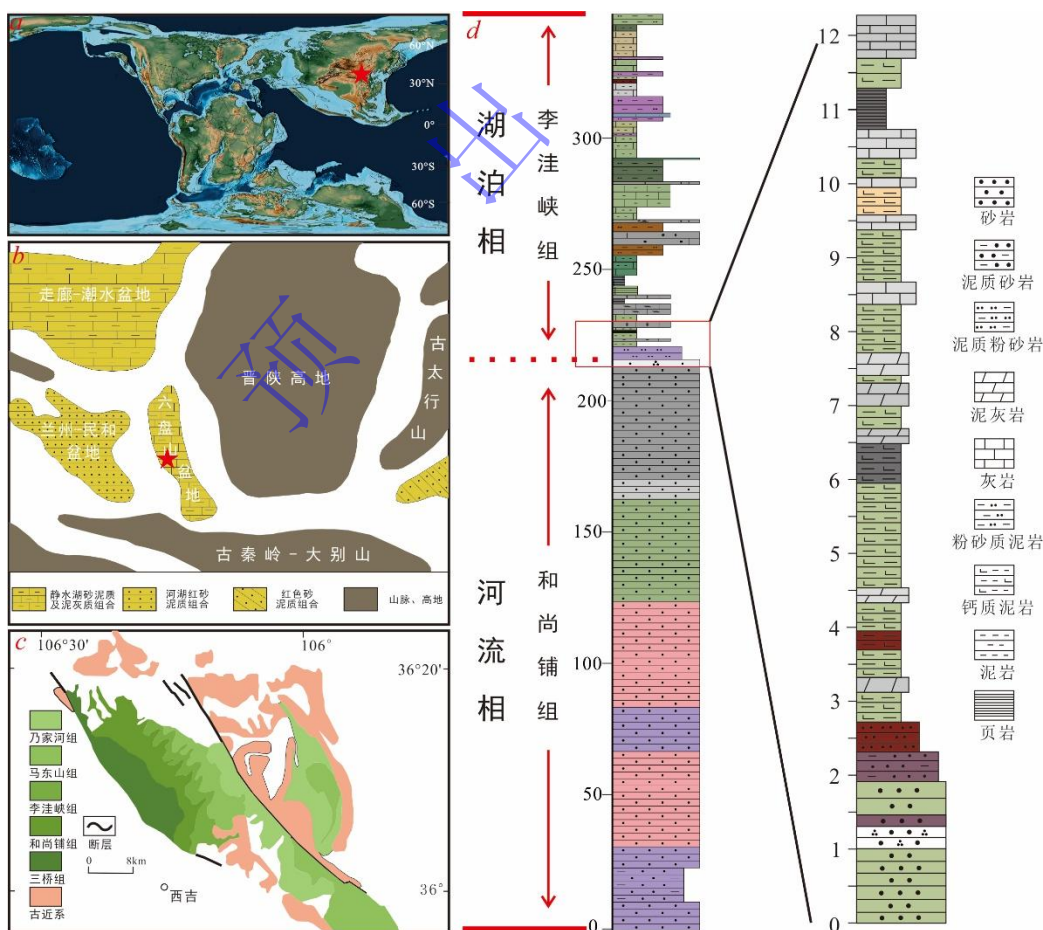 a
60°N
30°N
0°
30°S
60°S
b
走廊-潮水盆地
晋陕高地
古太行山
兰州-民和
盆地
六盘山盆地
古秦岭-大别山
静水湖砂泥质
及泥灰质组合
河湖红砂
泥质组合
红色砂
泥质组合
山脉、高地
c
106°30'
106°
36°20'
36°
乃家河组
马东山组
李洼峡组
和尚铺组
三桥组
古近系
断层
0 8km
西吉
d
湖泊相
李洼峡组
河流相
和尚铺组
300
250
200
150
100
50
0
12
11
10
9
8
7
6
5
4
3
2
1
0
砂岩
泥质砂岩
泥质粉砂岩
泥灰岩
灰岩
粉砂质泥岩
钙质泥岩
泥岩
页岩
预